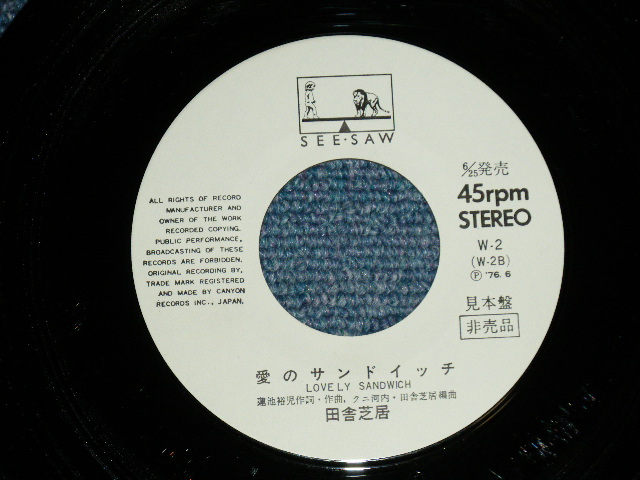 SEE・SAW
6/25発売
45rpm
STEREO
W-2
(W-2B)
Ⓟ '76. 6
見本盤
非売品
ALL RIGHTS OF RECORD
MANUFACTURER AND
OWNER OF THE WORK
RECORDED COPYING.
PUBLIC PERFORMANCE,
BROADCASTING OF THESE
RECORDS ARE FORBIDDEN.
ORIGINAL RECORDING BY,
TRADE MARK REGISTERED
AND MADE BY CANYON
RECORDS INC., JAPAN.
愛のサンドイッチ
LOVELY SANDWICH
蓮池裕児作詞・作曲, クニ河内・田舎芝居編曲
田舎芝居